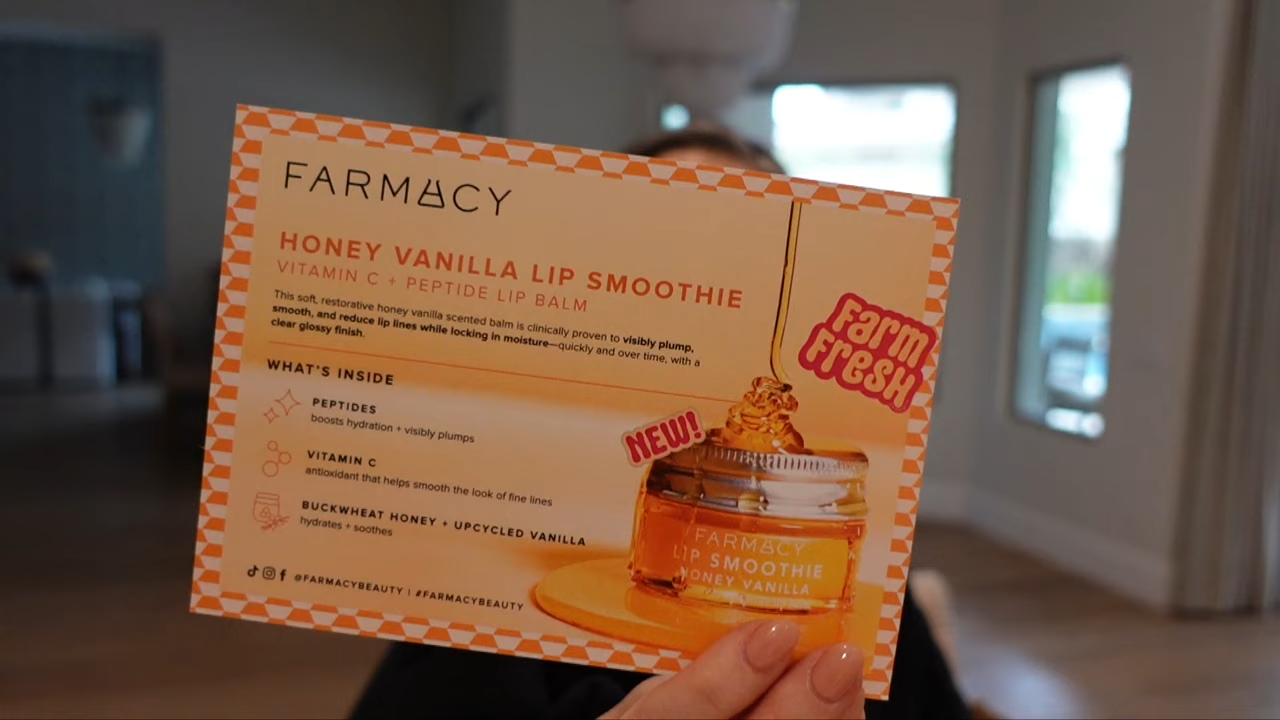 FARMACY
HONEY VANILLA LIP SMOOTHIE
VITAMIN C + PEPTIDE LIP BALM
This soft, restorative honey vanilla scented balm is clinically proven to visibly plump,
smooth, and reduce lip lines while locking in moisture—quickly and over time, with a
clear glossy finish.
Farm
Fresh
WHAT'S INSIDE
PEPTIDES
boosts hydration + visibly plumps
NEW!
VITAMIN C
antioxidant that helps smooth the look of fine lines
BUCKWHEAT HONEY + UPCYCLED VANILLA
hydrates + soothes
FARMACY
LIP SMOOTHIE
HONEY VANILLA
@FARMACYBEAUTY | #FARMACYBEAUTY